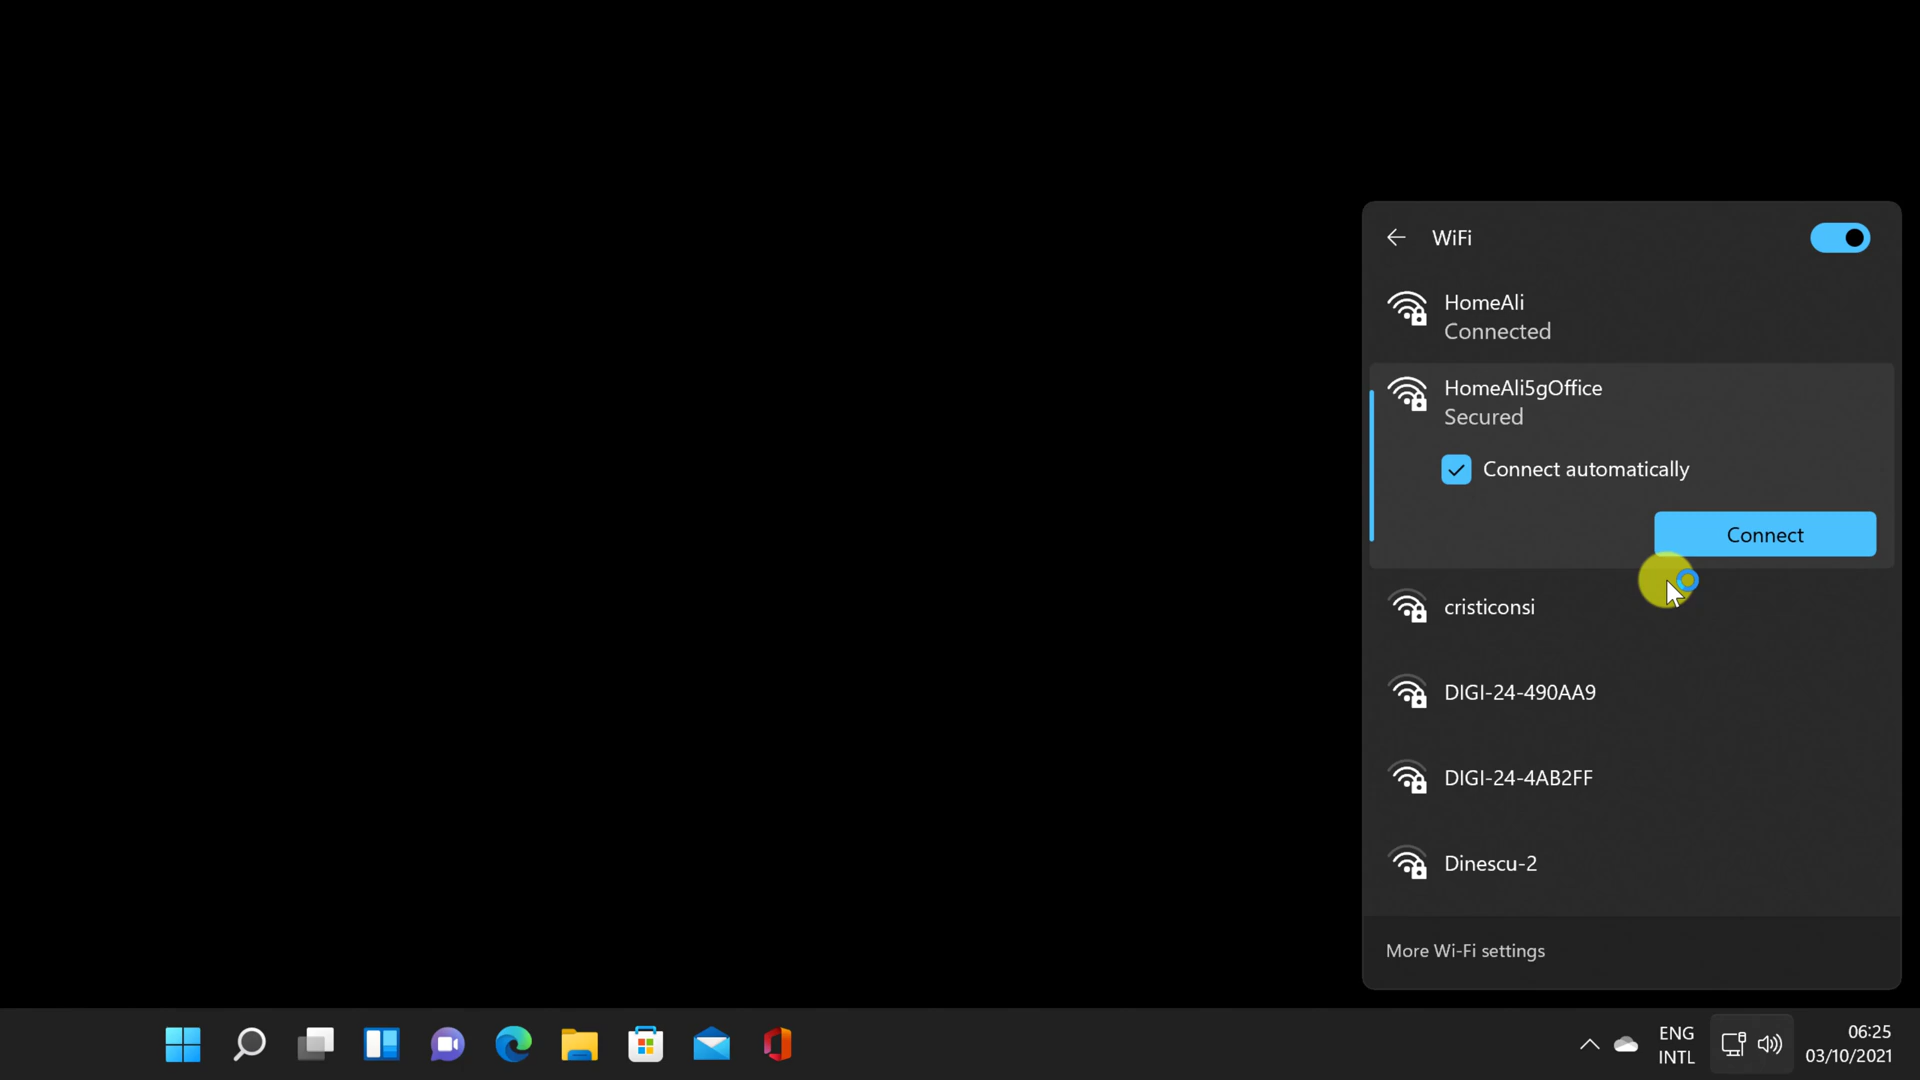 WiFi
HomeAli
Connected
HomeAli5gOffice
Secured
Connect automatically
Connect
cristiconsi
DIGI-24-490AA9
DIGI-24-4AB2FF
Dinescu-2
More Wi-Fi settings
ENG
INTL
06:25
03/10/2021